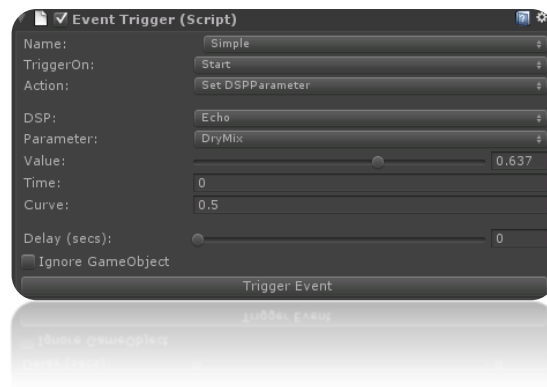 Event Trigger (Script)
Name: Simple
TriggerOn: Start
Action: Set DSPParameter
DSP: Echo
Parameter: DryMix
Value: 0.637
Time: 0
Curve: 0.5
Delay (secs): 0
Ignore GameObject
Trigger Event